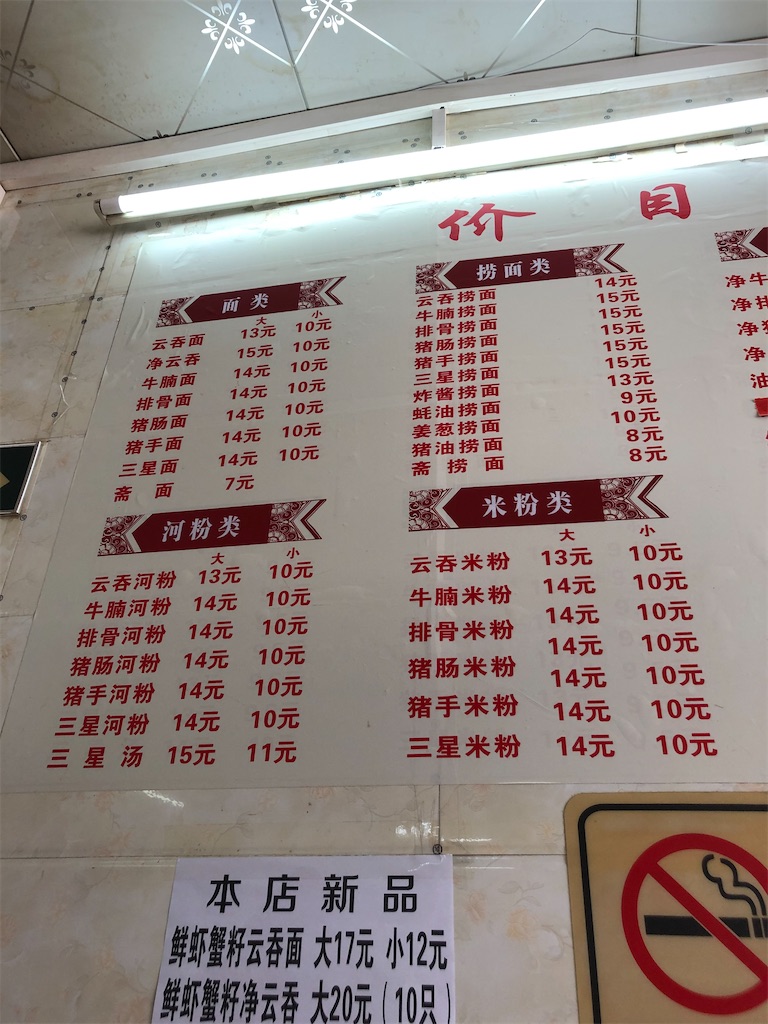 价 目
面类
大 小
云吞面 13元 10元
净云吞 15元 10元
牛腩面 14元 10元
排骨面 14元 10元
猪肠面 14元 10元
猪手面 14元 10元
三星面 14元 10元
斋 面 7元
捞面类
云吞捞面 14元
牛腩捞面 15元
排骨捞面 15元
猪肠捞面 15元
猪手捞面 15元
三星捞面 15元
炸酱捞面 13元
蚝油捞面 9元
姜葱捞面 10元
猪油捞面 8元
斋 捞 面 8元
净牛
净排
净
净
油
河粉类
大 小
云吞河粉 13元 10元
牛腩河粉 14元 10元
排骨河粉 14元 10元
猪肠河粉 14元 10元
猪手河粉 14元 10元
三星河粉 14元 10元
三 星 汤 15元 11元
米粉类
大 小
云吞米粉 13元 10元
牛腩米粉 14元 10元
排骨米粉 14元 10元
14元 10元
猪肠米粉 14元 10元
猪手米粉 14元 10元
三星米粉 14元 10元
本店新品
鲜虾蟹籽云吞面 大17元 小12元
鲜虾蟹籽净云吞 大20元(10只)